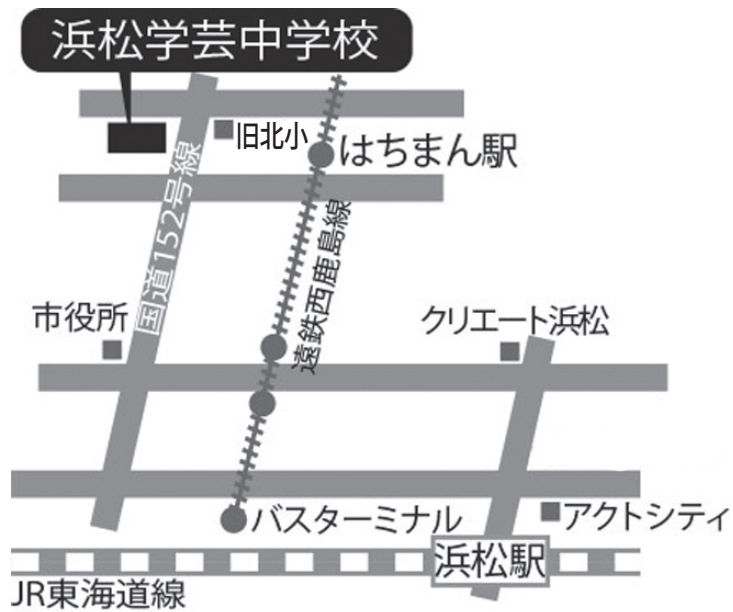 浜松学芸中学校
旧北小
はちまん駅
国道152号線
遠鉄西鹿島線
市役所
クリエート浜松
バスターミナル
アクトシティ
浜松駅
JR東海道線